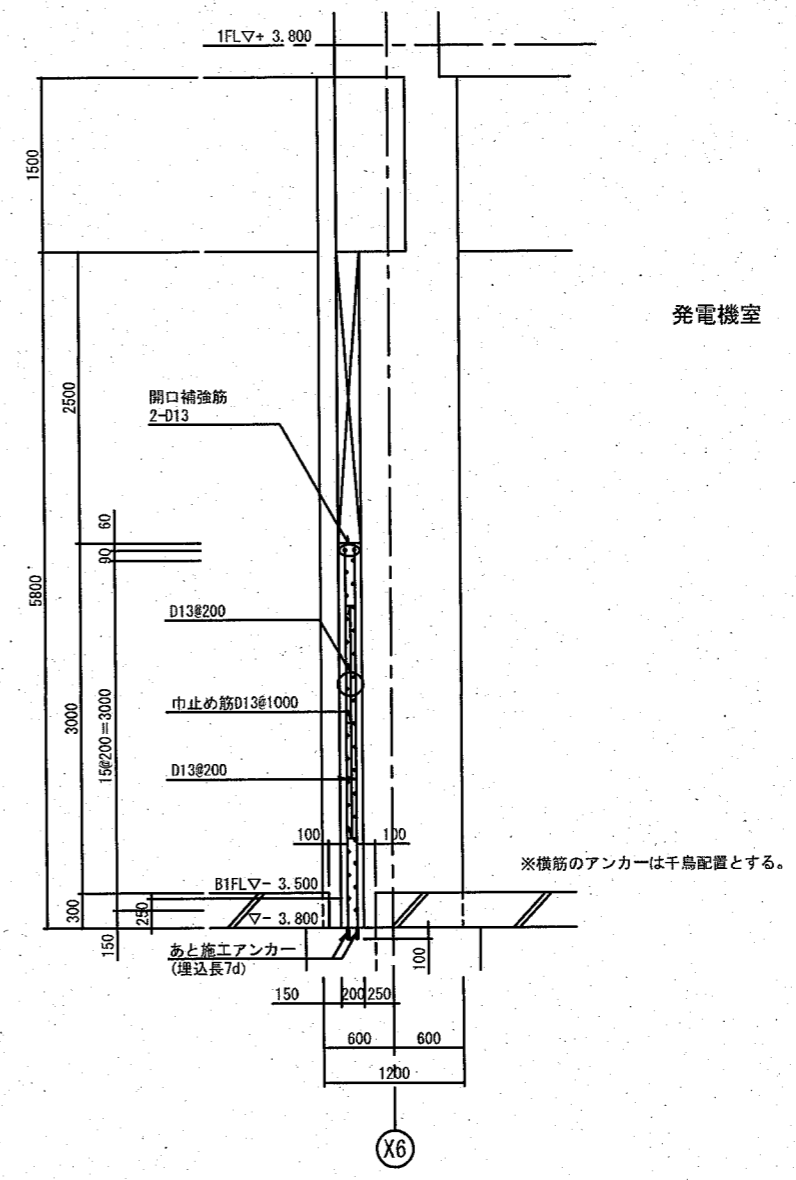 1FL▽+ 3.800
1500
発電機室
2500
開口補強筋
2-D13
60
90
5800
D13@200
3000
15@200=3000
巾止め筋D13@1000
D13@200
100
100
※横筋のアンカーは千鳥配置とする。
B1FL▽- 3.500
300
250
▽- 3.800
150
あと施工アンカー
(埋込長7d)
100
150
200
250
600
600
1200
X6